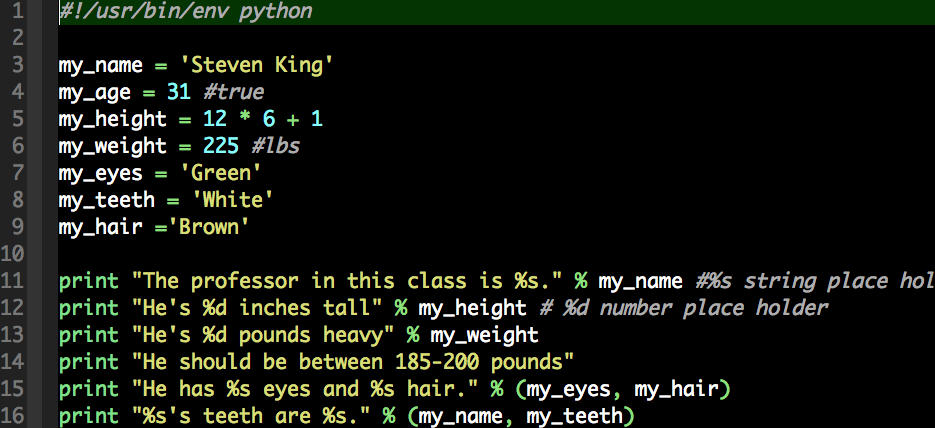 1 #!/usr/bin/env python
2
3 my_name = 'Steven King'
4 my_age = 31 #true
5 my_height = 12 * 6 + 1
6 my_weight = 225 #lbs
7 my_eyes = 'Green'
8 my_teeth = 'White'
9 my_hair ='Brown'
10
11 print "The professor in this class is %s." % my_name #%s string place hol
12 print "He's %d inches tall" % my_height # %d number place holder
13 print "He's %d pounds heavy" % my_weight
14 print "He should be between 185-200 pounds"
15 print "He has %s eyes and %s hair." % (my_eyes, my_hair)
16 print "%s's teeth are %s." % (my_name, my_teeth)